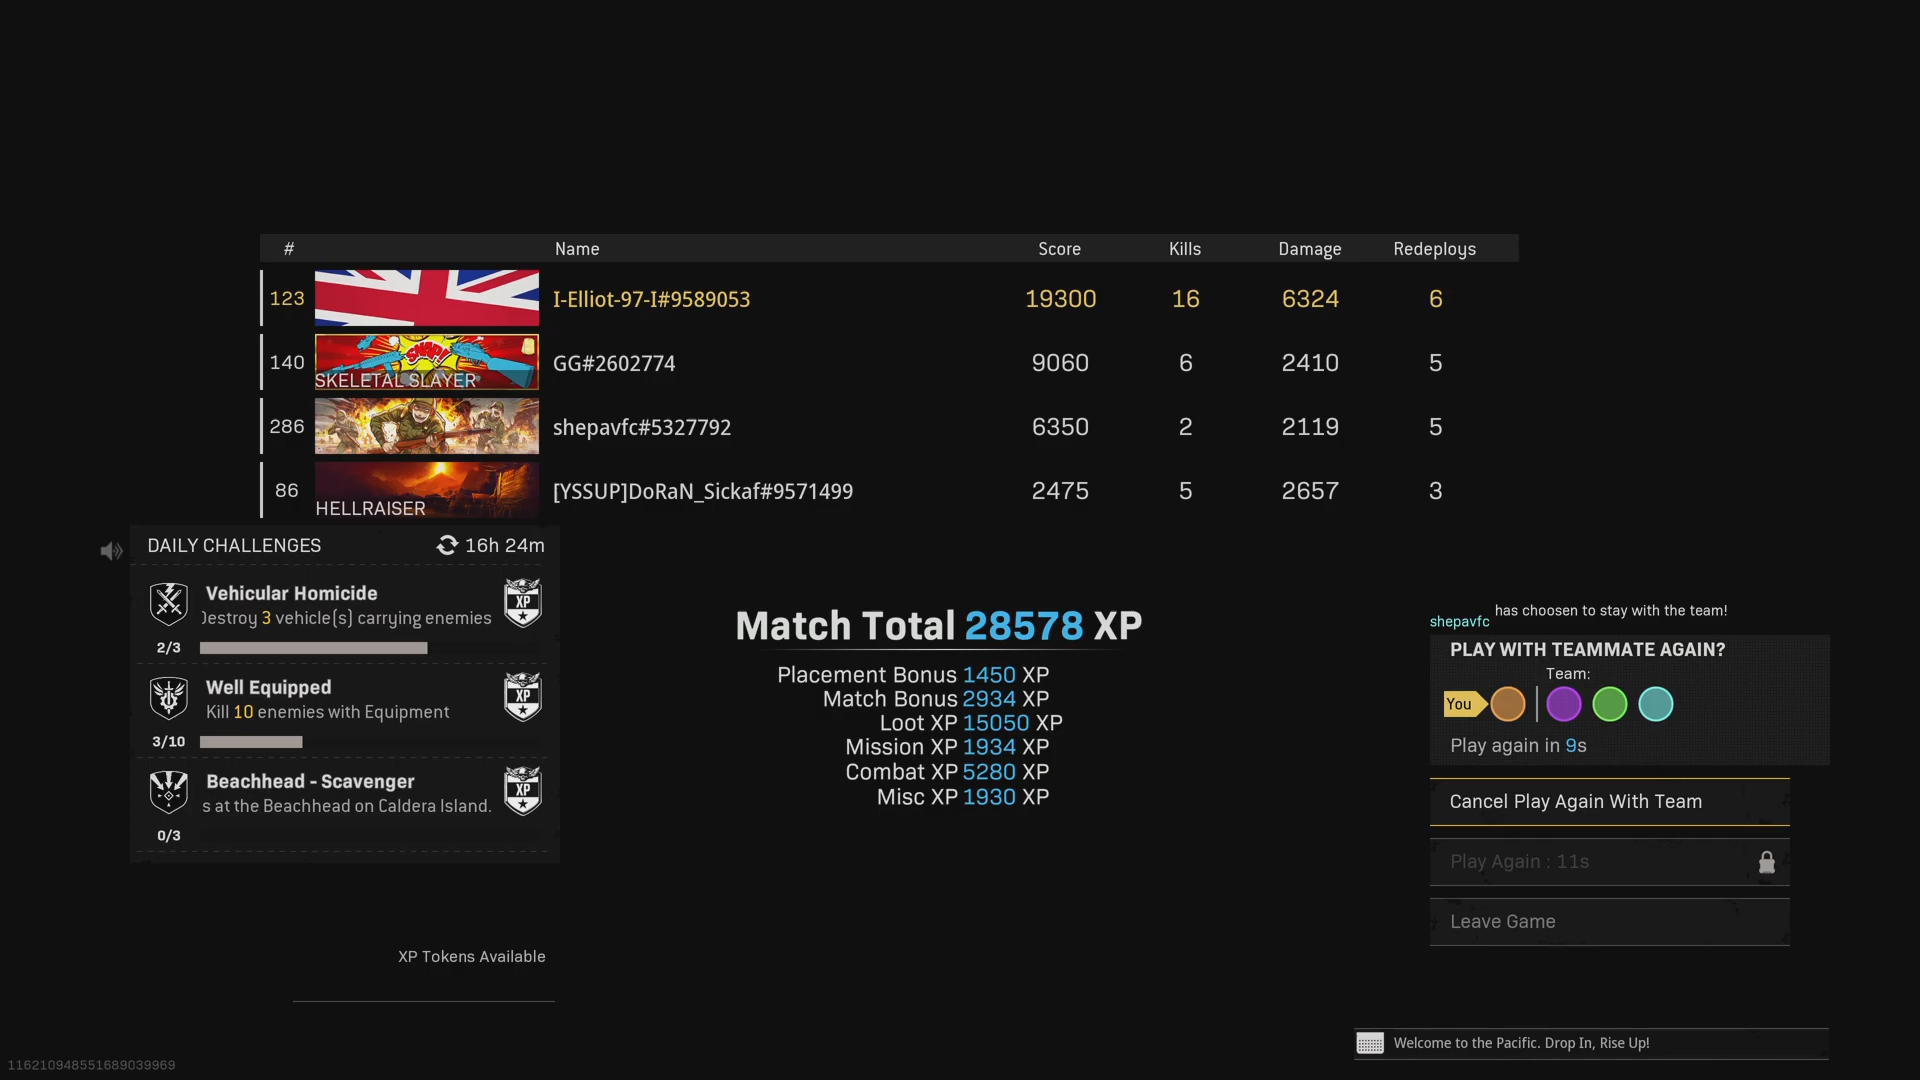 # Name Score Kills Damage Redeploys
123 I-Elliot-97-I#9589053 19300 16 6324 6
140 SKELETAL SLAYER GG#2602774 9060 6 2410 5
286 shepavfc#5327792 6350 2 2119 5
86 HELLRAISER [YSSUP]DoRaN_Sickaf#9571499 2475 5 2657 3
DAILY CHALLENGES 16h 24m
Vehicular Homicide
Destroy 3 vehicle(s) carrying enemies
XP
2/3
Well Equipped
Kill 10 enemies with Equipment
XP
3/10
Beachhead - Scavenger
s at the Beachhead on Caldera Island.
XP
0/3
XP Tokens Available
Match Total 28578 XP
Placement Bonus 1450 XP
Match Bonus 2934 XP
Loot XP 15050 XP
Mission XP 1934 XP
Combat XP 5280 XP
Misc XP 1930 XP
shepavfc has choosen to stay with the team!
PLAY WITH TEAMMATE AGAIN?
Team:
You
Play again in 9s
Cancel Play Again With Team
Play Again : 11s
Leave Game
Welcome to the Pacific. Drop In, Rise Up!
116210948551689039969